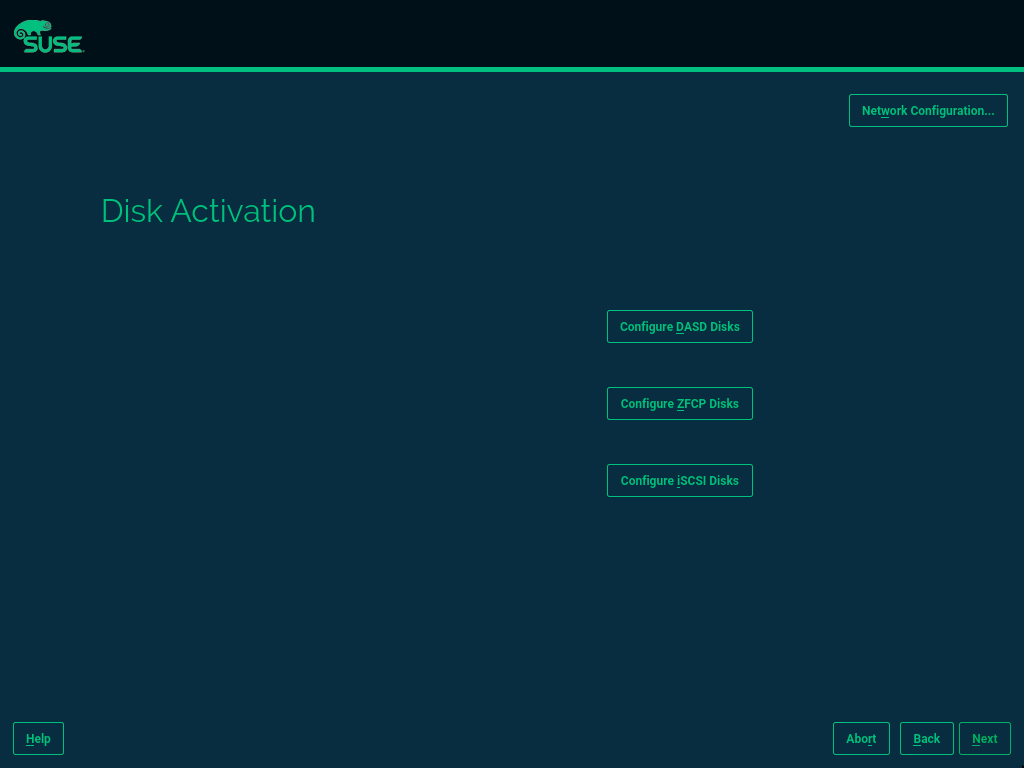 SUSE
Network Configuration...
Disk Activation
Configure DASD Disks
Configure ZFCP Disks
Configure iSCSI Disks
Help
Abort
Back
Next